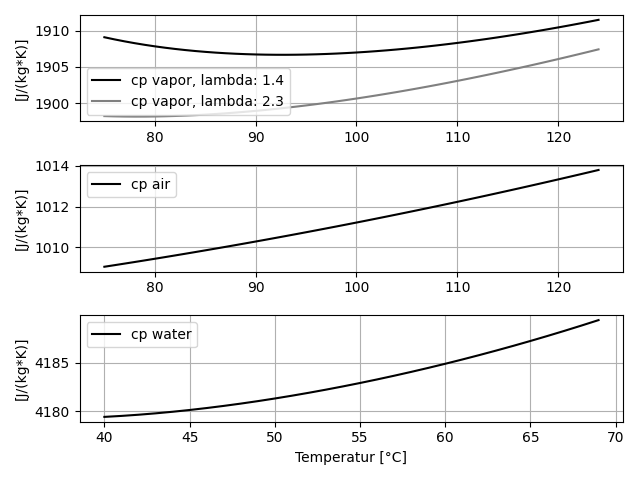 1910
1905
1900
[J/(kg*K)]
cp vapor, lambda: 1.4
cp vapor, lambda: 2.3
80 90 100 110 120
1014
1012
1010
[J/(kg*K)]
cp air
80 90 100 110 120
4185
4180
[J/(kg*K)]
cp water
40 45 50 55 60 65 70
Temperatur [°C]